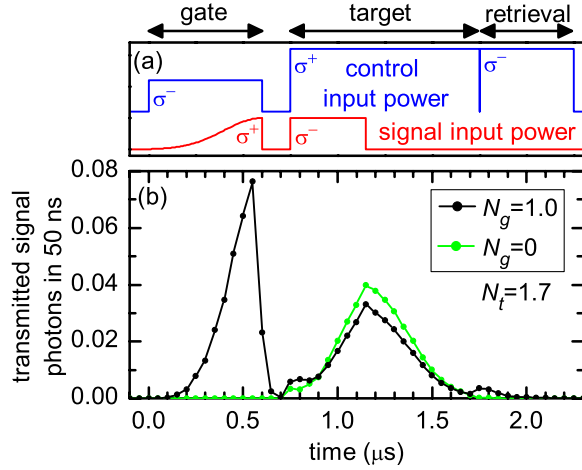 gate target retrieval
(a) σ⁻ σ⁺ control input power σ⁻
σ⁺ σ⁻ signal input power
(b)
transmitted signal photons in 50 ns
0.08
0.06
0.04
0.02
0.00
N_g=1.0
N_g=0
N_t=1.7
0.0 0.5 1.0 1.5 2.0
time (μs)